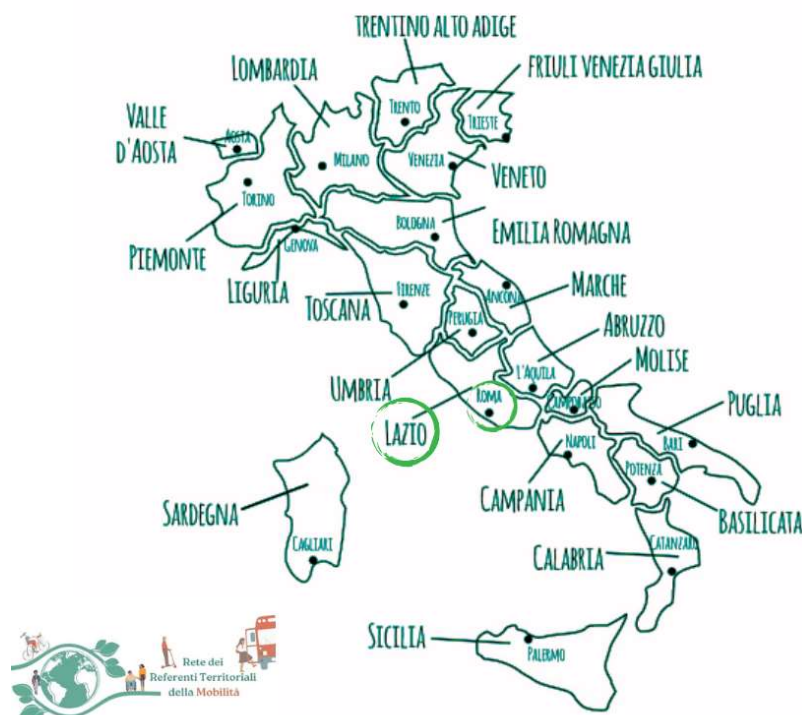 TRENTINO ALTO ADIGE
LOMBARDIA
FRIULI VENEZIA GIULIA
TRENTO
TRIESTE
VALLE
D'AOSTA
AOSTA
MILANO
VENEZIA
VENETO
TORINO
BOLOGNA
EMILIA ROMAGNA
PIEMONTE
GENOVA
LIGURIA
TOSCANA
FIRENZE
ANCONA
MARCHE
PERUGIA
ABRUZZO
L'AQUILA
MOLISE
UMBRIA
ROMA
CAMPOBASSO
PUGLIA
LAZIO
NAPOLI
BARI
POTENZA
CAMPANIA
BASILICATA
SARDEGNA
CAGLIARI
CALABRIA
CATANZARO
SICILIA
PALERMO
Rete dei
Referenti Territoriali
della Mobilità